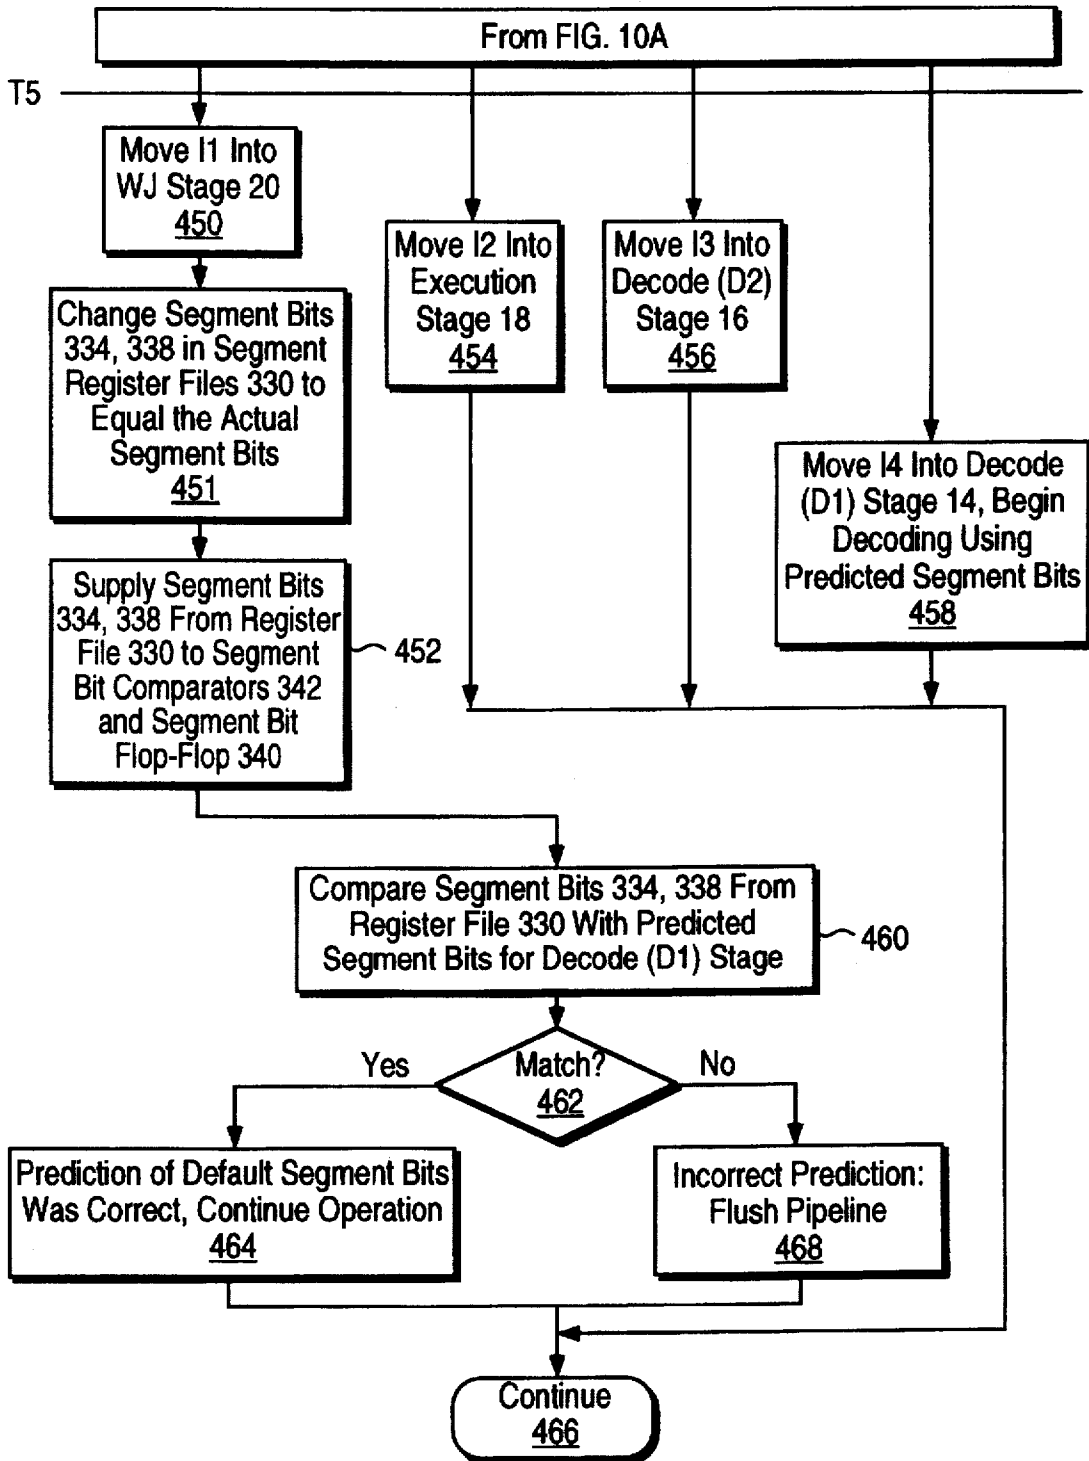 From FIG. 10A
T5
Move I1 Into
WJ Stage 20
450
Change Segment Bits
334, 338 in Segment
Register Files 330 to
Equal the Actual
Segment Bits
451
Supply Segment Bits
334, 338 From Register
File 330 to Segment
Bit Comparators 342
and Segment Bit
Flop-Flop 340
452
Move I2 Into
Execution
Stage 18
454
Move I3 Into
Decode (D2)
Stage 16
456
Move I4 Into Decode
(D1) Stage 14, Begin
Decoding Using
Predicted Segment Bits
458
Compare Segment Bits 334, 338 From
Register File 330 With Predicted
Segment Bits for Decode (D1) Stage
460
Match?
462
Yes
No
Prediction of Default Segment Bits
Was Correct, Continue Operation
464
Incorrect Prediction:
Flush Pipeline
468
Continue
466